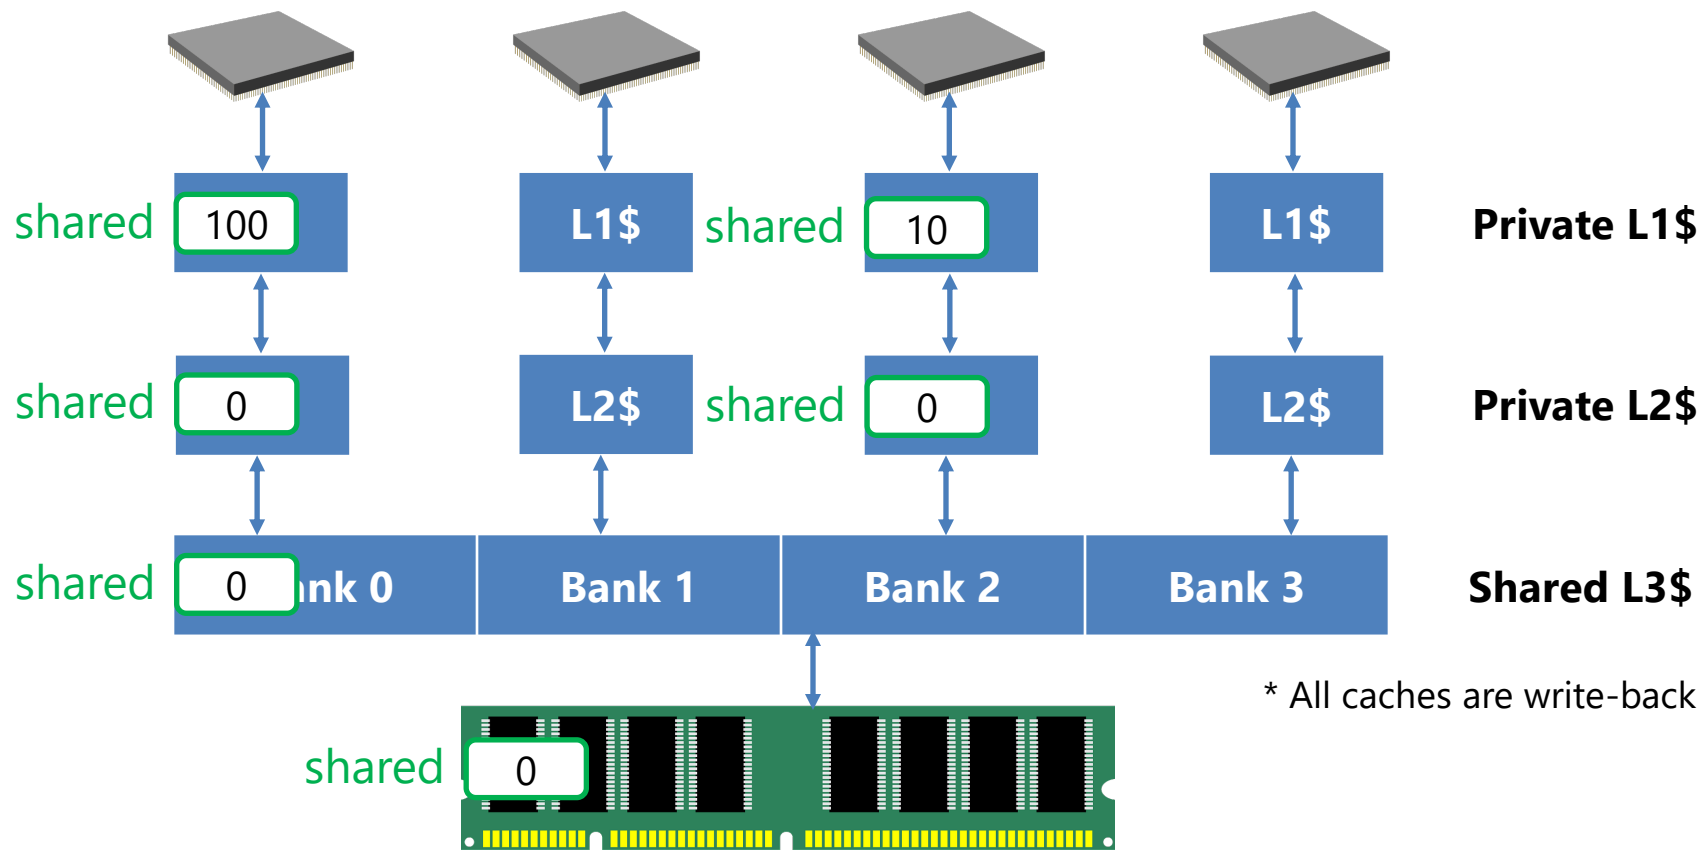 shared 100 L1$ shared 10 L1$ Private L1$
shared 0 L2$ shared 0 L2$ Private L2$
shared 0 ank 0 Bank 1 Bank 2 Bank 3 Shared L3$
* All caches are write-back
shared 0